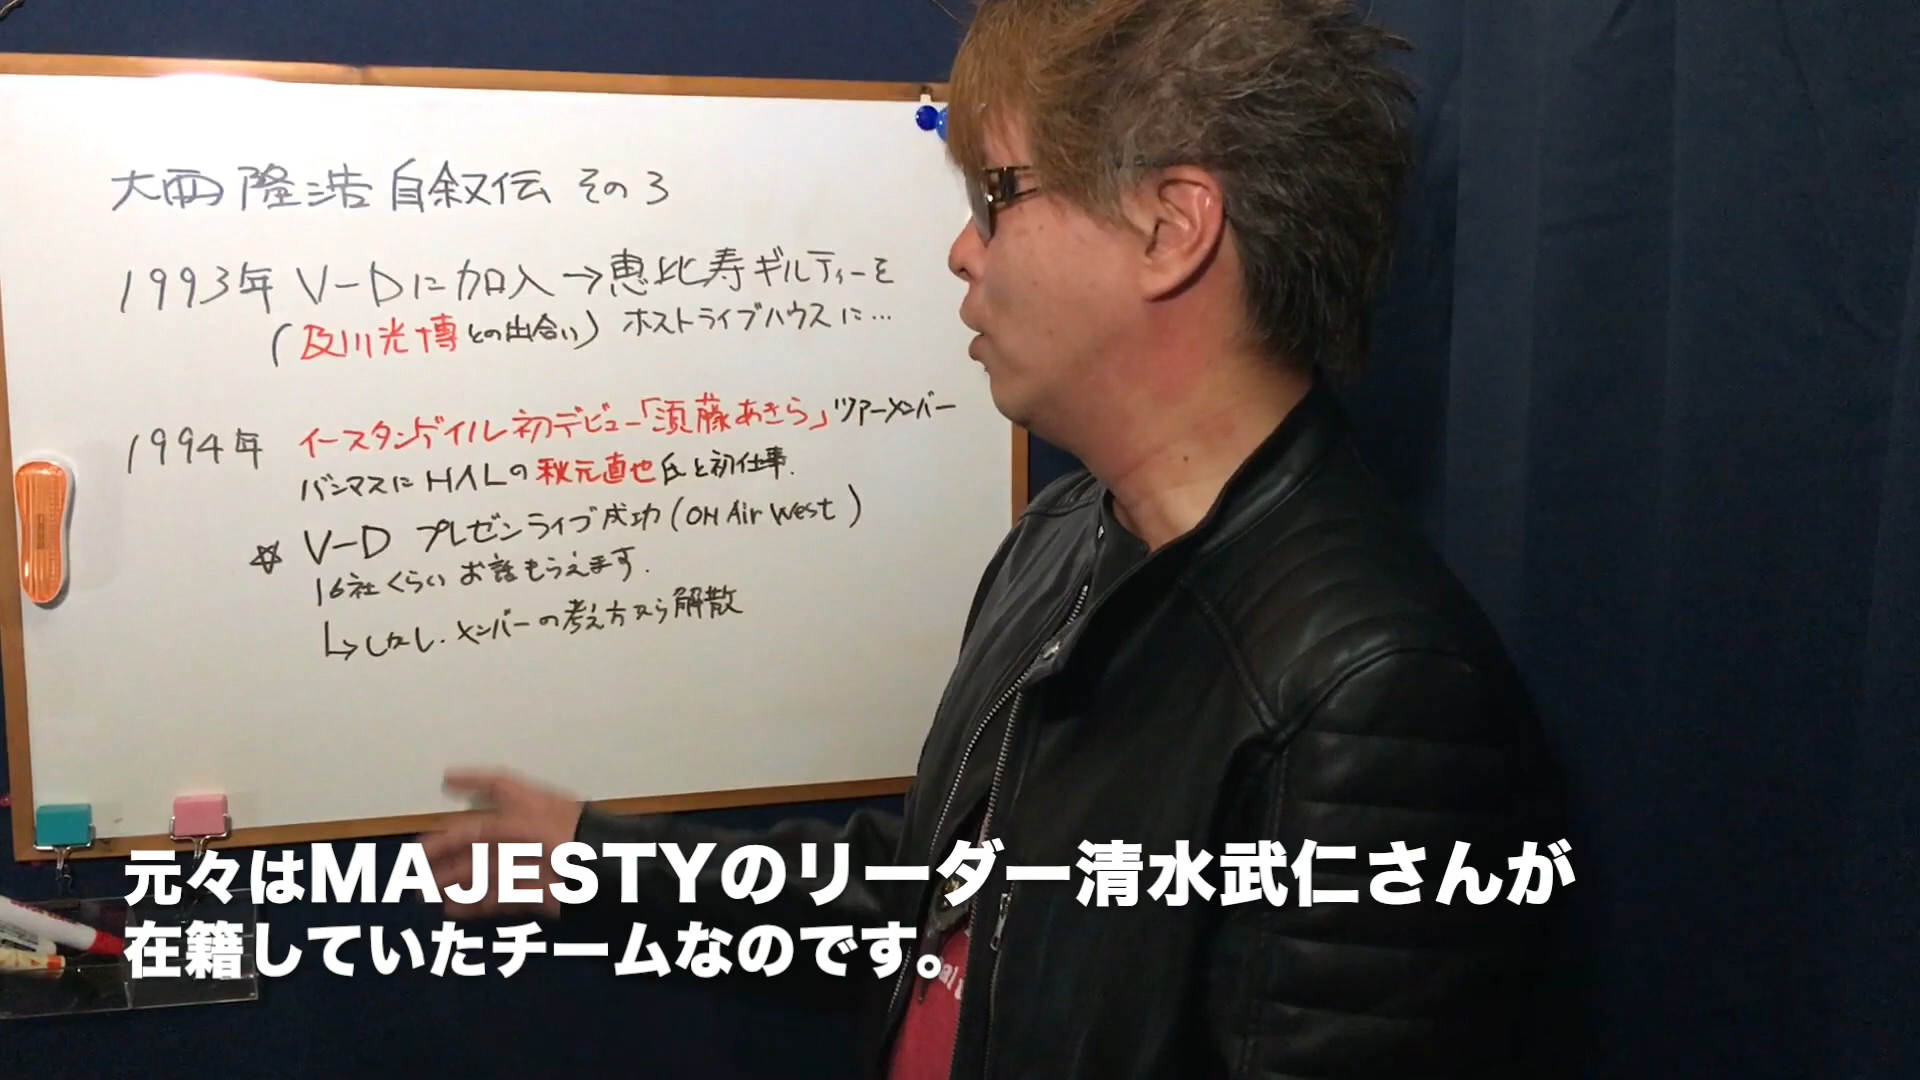 大西隆浩自叙伝 その3
1993年 V-Dに加入→恵比寿ギルティーを
(及川光博との出会い) ホストライブハウスに…
1994年 イースタンゲイル初デビュー「須藤あきら」ツアーメンバー
バンマスにHALの秋元直也氏と初仕事.
☆ V-D プレゼンライブ成功(ON Air West)
16社くらいお話もらえます.
↳しかし.メンバーの考え方から解散
元々はMAJESTYのリーダー清水武仁さんが
在籍していたチームなのです。